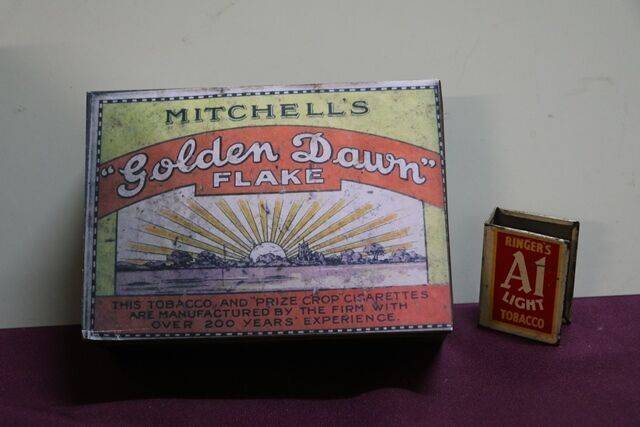 MITCHELL'S
"Golden Dawn"
FLAKE
THIS TOBACCO, AND "PRIZE CROP" CIGARETTES
ARE MANUFACTURED BY THE FIRM WITH
OVER 200 YEARS' EXPERIENCE.
RINGER'S
A1
LIGHT
TOBACCO